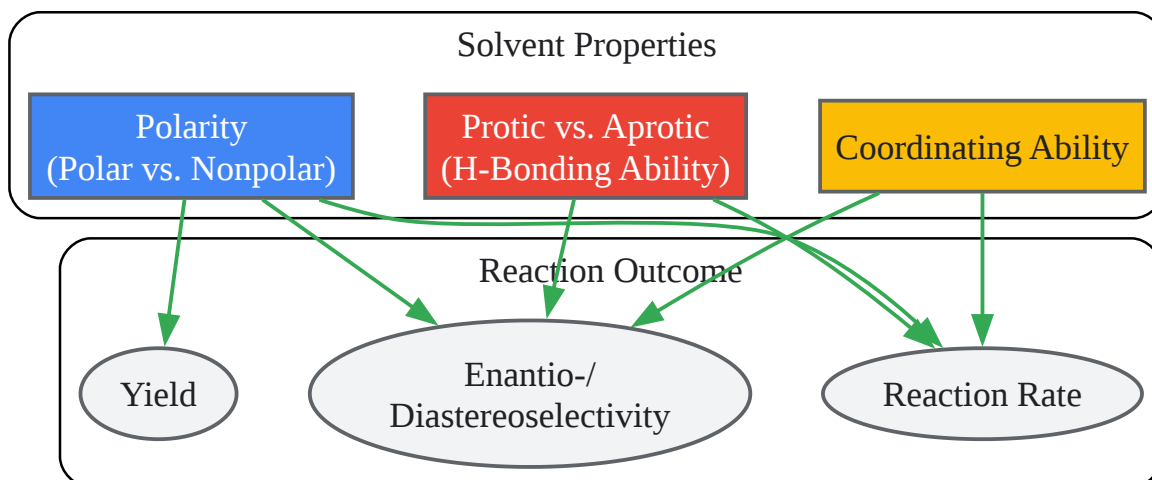 Solvent Properties
Polarity
(Polar vs. Nonpolar)
Protic vs. Aprotic
(H-Bonding Ability)
Coordinating Ability
Reaction Outcome
Yield
Enantio-/
Diastereoselectivity
Reaction Rate